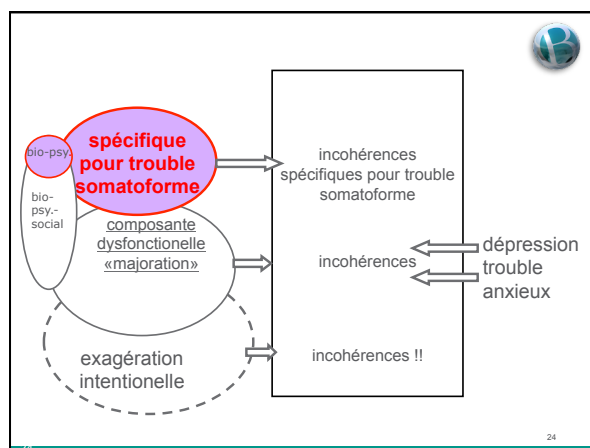 bio-psy.
spécifique
pour trouble
somatoforme
bio-
psy.-
social
composante
dysfonctionelle
«majoration»
exagération
intentionelle
incohérences
spécifiques pour trouble
somatoforme
incohérences
incohérences !!
dépression
trouble
anxieux
24